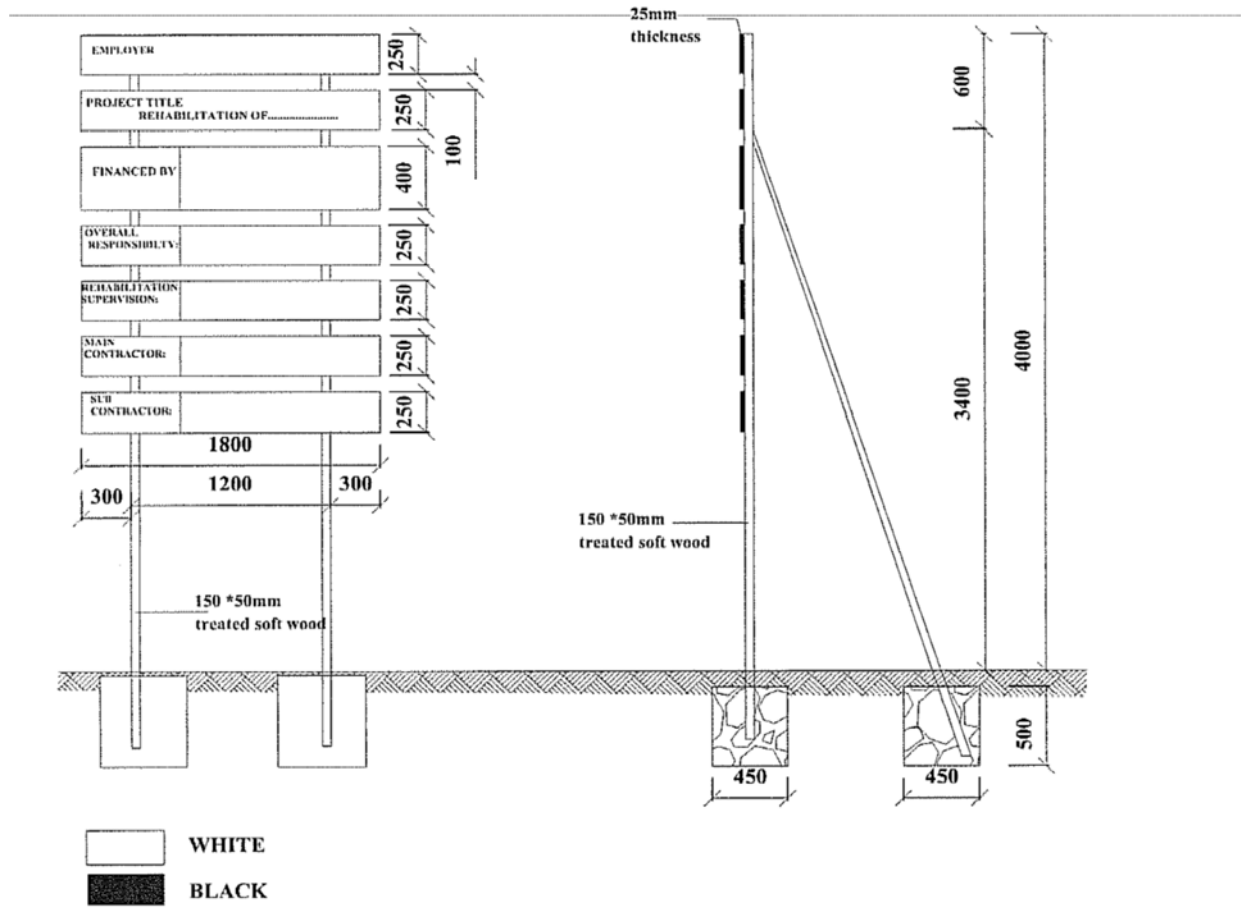 EMPLOYER
PROJECT TITLE
REHABILITATION OF........................
FINANCED BY
OVERALL
RESPONSIBILTY:
REHABILITATION
SUPERVISION:
MAIN
CONTRACTOR:
SUB
CONTRACTOR:
250
250
100
400
250
250
250
250
1800
300
1200
300
150 *50mm
treated soft wood
25mm
thickness
600
3400
4000
150 *50mm
treated soft wood
500
450
450
WHITE
BLACK